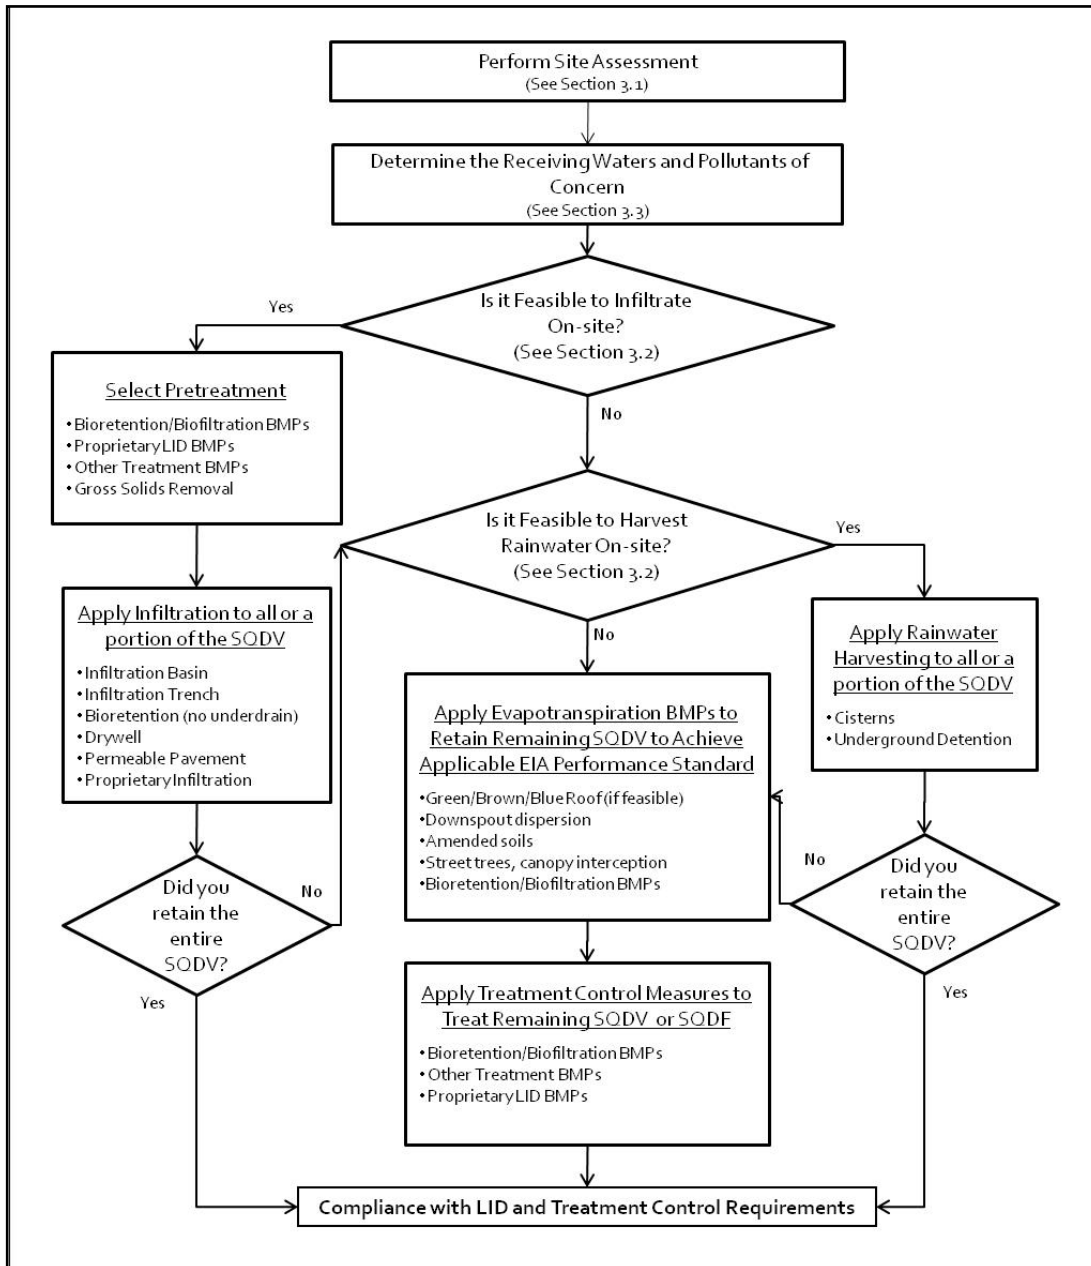 Perform Site Assessment
(See Section 3.1)
Determine the Receiving Waters and Pollutants of
Concern
(See Section 3.3)
Is it Feasible to Infiltrate
On-site?
(See Section 3.2)
Yes
No
Select Pretreatment
•Bioretention/Biofiltration BMPs
•Proprietary LID BMPs
•Other Treatment BMPs
•Gross Solids Removal
Is it Feasible to Harvest
Rainwater On-site?
(See Section 3.2)
Yes
No
Apply Infiltration to all or a
portion of the SQDV
•Infiltration Basin
•Infiltration Trench
•Bioretention (no underdrain)
•Drywell
•Permeable Pavement
•Proprietary Infiltration
Apply Evapotranspiration BMPs to
Retain Remaining SQDV to Achieve
Applicable EIA Performance Standard
•Green/Brown/Blue Roof (if feasible)
•Downspout dispersion
•Amended soils
•Street trees, canopy interception
•Bioretention/Biofiltration BMPs
Apply Rainwater
Harvesting to all or a
portion of the SQDV
•Cisterns
•Underground Detention
Did you
retain the
entire
SQDV?
No
Yes
Did you
retain the
entire
SQDV?
No
Yes
Apply Treatment Control Measures to
Treat Remaining SQDV or SQDF
•Bioretention/Biofiltration BMPs
•Other Treatment BMPs
•Proprietary LID BMPs
Compliance with LID and Treatment Control Requirements